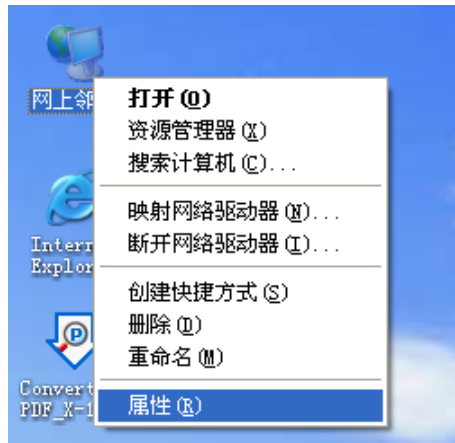 网上邻
打开(O)
资源管理器(X)
搜索计算机(C)...
映射网络驱动器(N)...
断开网络驱动器(I)...
创建快捷方式(S)
删除(D)
重命名(M)
属性(R)
Intern
Explor
P
Convert
PDF_X-1